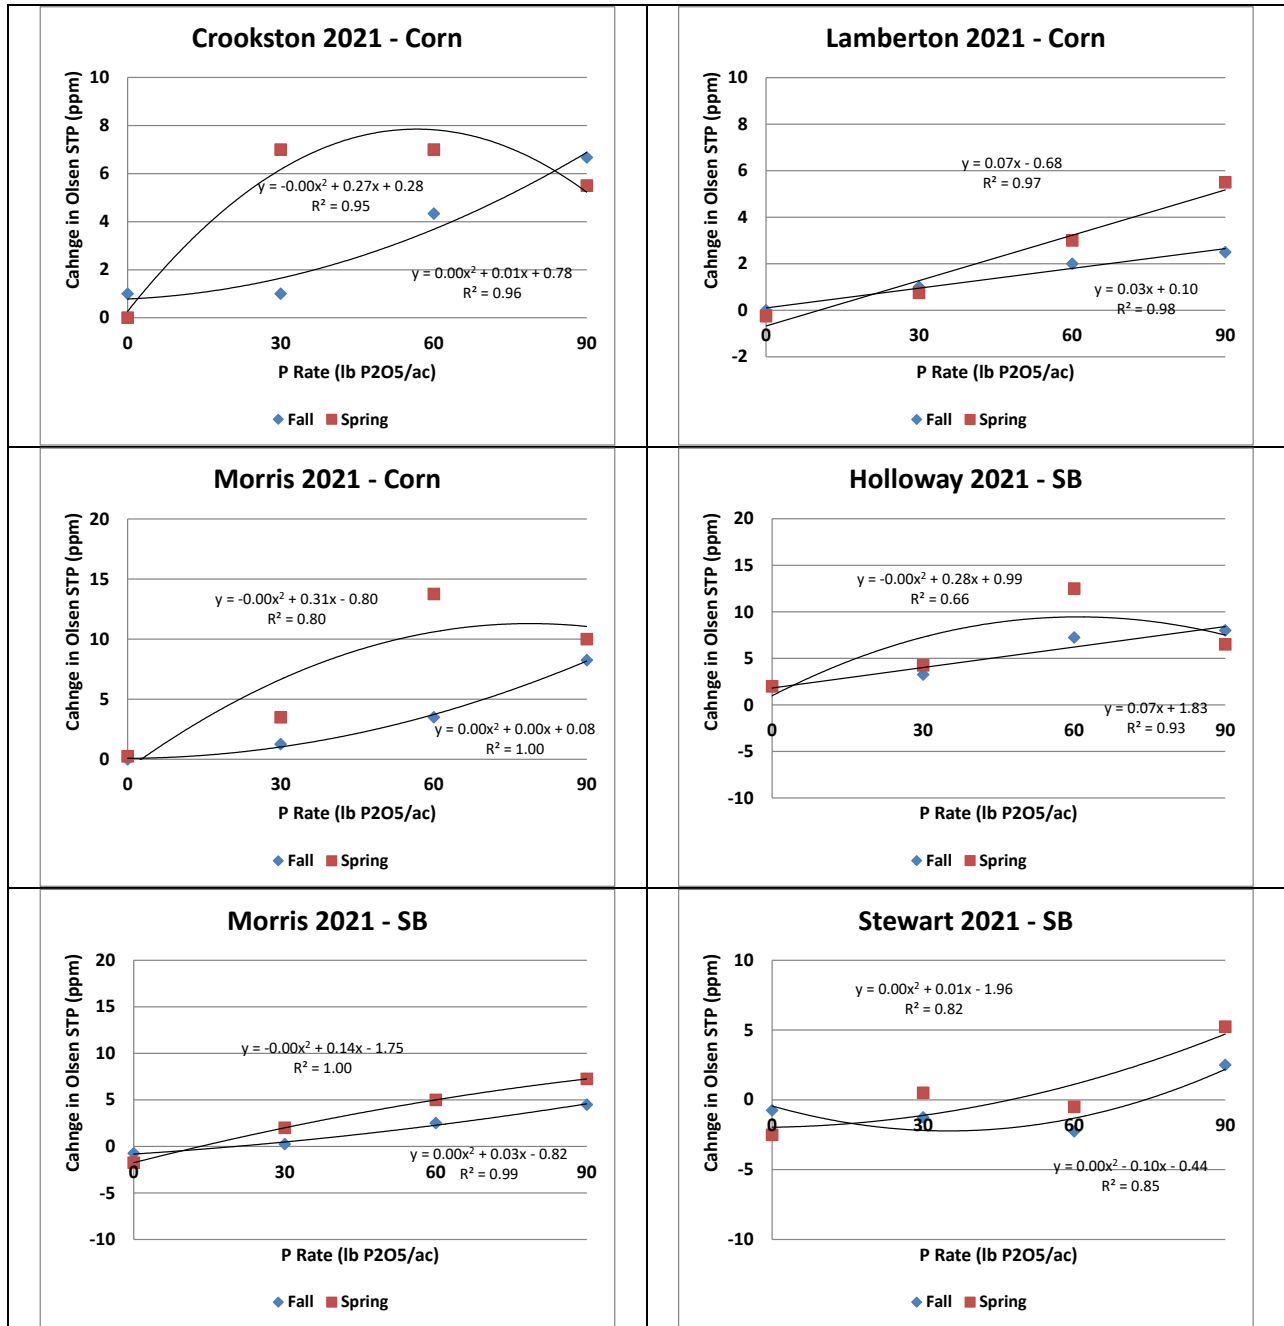 Crookston 2021 - Corn
Cahnge in Olsen STP (ppm)
10
8
6
4
2
0
y = -0.00x² + 0.27x + 0.28
R² = 0.95
y = 0.00x² + 0.01x + 0.78
R² = 0.96
0 30 60 90
P Rate (lb P2O5/ac)
Fall Spring
Lamberton 2021 - Corn
Cahnge in Olsen STP (ppm)
10
8
6
4
2
0
-2
y = 0.07x - 0.68
R² = 0.97
y = 0.03x + 0.10
R² = 0.98
0 30 60 90
P Rate (lb P2O5/ac)
Fall Spring
Morris 2021 - Corn
Cahnge in Olsen STP (ppm)
20
15
10
5
0
y = -0.00x² + 0.31x - 0.80
R² = 0.80
y = 0.00x² + 0.00x + 0.08
R² = 1.00
0 30 60 90
P Rate (lb P2O5/ac)
Fall Spring
Holloway 2021 - SB
Cahnge in Olsen STP (ppm)
20
15
10
5
0
-5
-10
y = -0.00x² + 0.28x + 0.99
R² = 0.66
y = 0.07x + 1.83
R² = 0.93
0 30 60 90
P Rate (lb P2O5/ac)
Fall Spring
Morris 2021 - SB
Cahnge in Olsen STP (ppm)
20
15
10
5
0
-5
-10
y = -0.00x² + 0.14x - 1.75
R² = 1.00
y = 0.00x² + 0.03x - 0.82
R² = 0.99
0 30 60 90
P Rate (lb P2O5/ac)
Fall Spring
Stewart 2021 - SB
Cahnge in Olsen STP (ppm)
10
5
0
-5
-10
y = 0.00x² + 0.01x - 1.96
R² = 0.82
y = 0.00x² - 0.10x - 0.44
R² = 0.85
0 30 60 90
P Rate (lb P2O5/ac)
Fall Spring